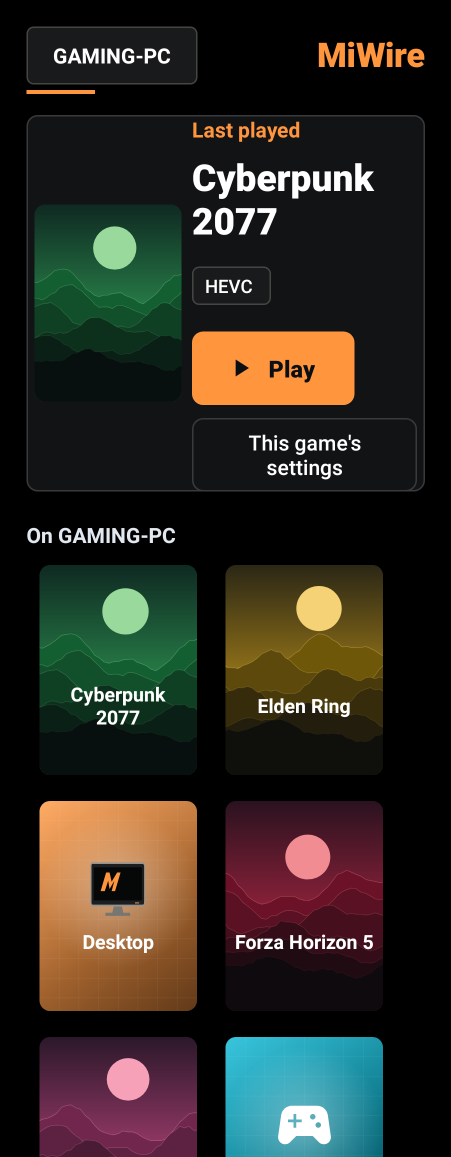 GAMING-PC
MiWire
Last played
Cyberpunk
2077
HEVC
Play
This game's
settings
On GAMING-PC
Cyberpunk
2077
Elden Ring
M
Desktop
Forza Horizon 5